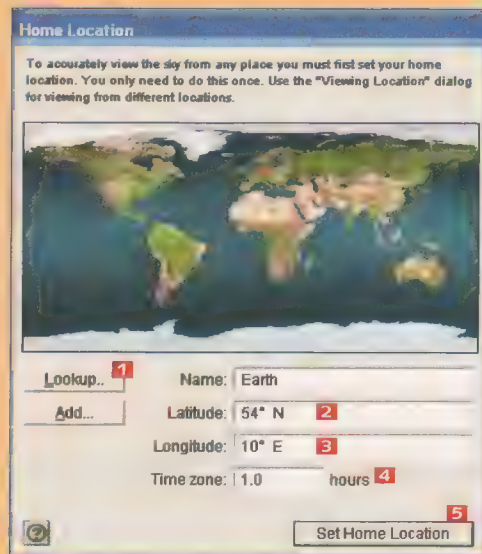 Home Location
To accurately view the sky from any place you must first set your home
location. You only need to do this once. Use the "Viewing Location" dialog
for viewing from different locations.
Lookup.. 1
Name: Earth
Add...
Latitude: 54° N 2
Longitude: 10° E 3
Time zone: 1.0 hours 4
5
? Set Home Location